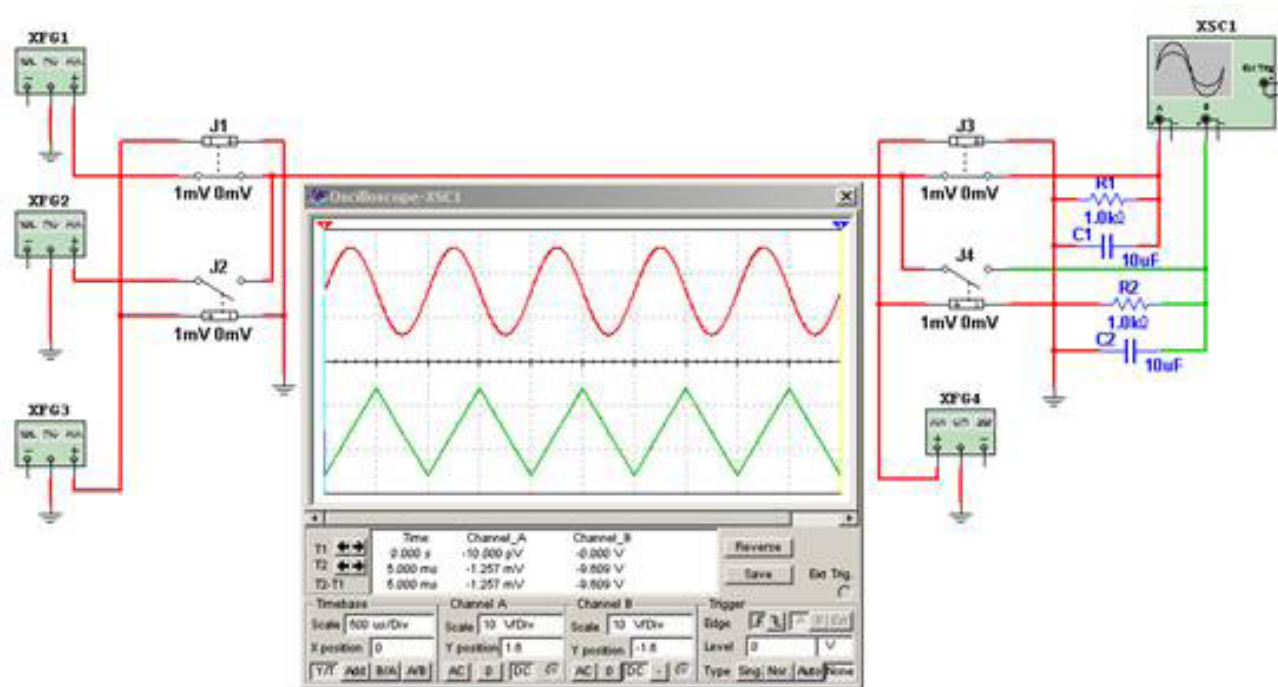 XFG1
XSC1
Ext Trig
A
B
J1
J3
1mV 0mV
1mV 0mV
R1
1.0kΩ
C1
10uF
XFG2
J2
J4
1mV 0mV
1mV 0mV
R2
1.0kΩ
C2
10uF
XFG3
XFG4
Oscilloscope-XSC1
Time Channel_A Channel_B
T1 0.000 s -10.000 pV -0.000 V
T2 5.000 ms -1.257 mV -9.609 V
T2-T1 5.000 ms -1.257 mV -9.609 V
Reverse
Save
Ext Trig
Timebase
Scale 500 us/Div
X position 0
Y/T Add B/A A/B
Channel A
Scale 10 V/Div
Y position 1.6
AC 0 DC
Channel B
Scale 10 V/Div
Y position -1.6
AC 0 DC -
Trigger
Edge A B Ext
Level 0 V
Type Sing Nor Auto None